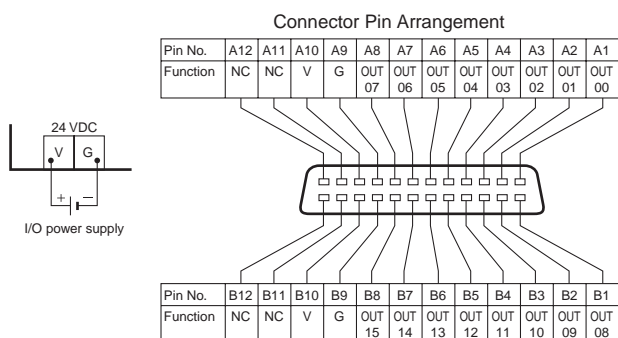 Connector Pin Arrangement
Pin No. A12 A11 A10 A9 A8 A7 A6 A5 A4 A3 A2 A1
Function NC NC V G OUT 07 OUT 06 OUT 05 OUT 04 OUT 03 OUT 02 OUT 01 OUT 00
24 VDC
V G
+ −
I/O power supply
Pin No. B12 B11 B10 B9 B8 B7 B6 B5 B4 B3 B2 B1
Function NC NC V G OUT 15 OUT 14 OUT 13 OUT 12 OUT 11 OUT 10 OUT 09 OUT 08